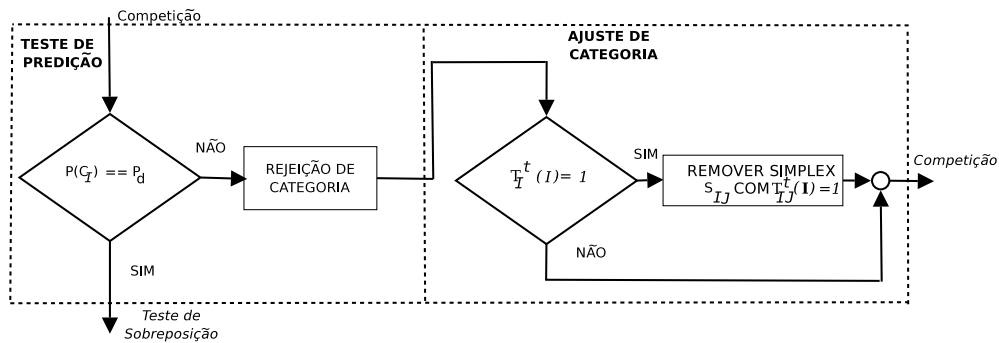 Competição
TESTE DE
PREDIÇÃO
AJUSTE DE
CATEGORIA
P(C_I) == P_d
NÃO
REJEIÇÃO DE
CATEGORIA
T_I^t (I) = 1
SIM
REMOVER SIMPLEX
S_IJ COM T_IJ^t(I) =1
Competição
NÃO
SIM
Teste de
Sobreposição